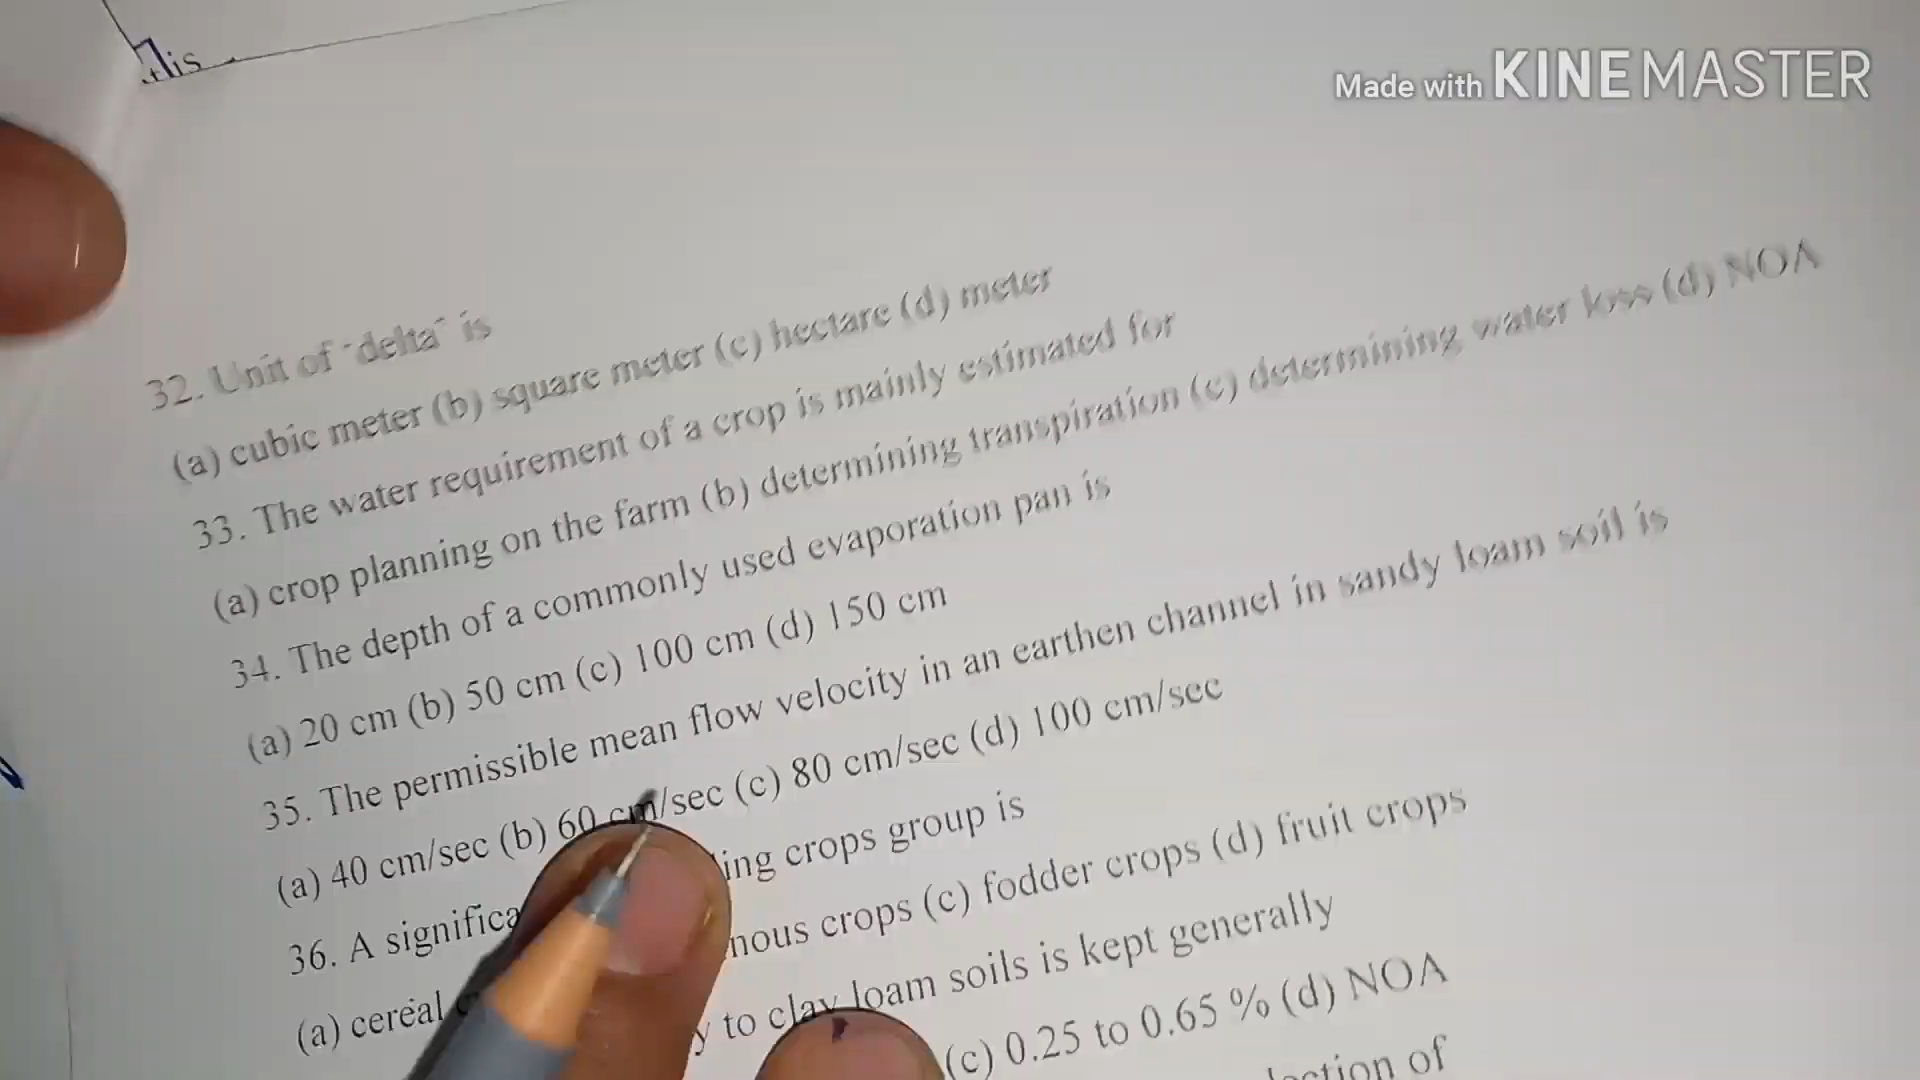 is
Made with KINEMASTER
32. Unit of "delta" is
(a) cubic meter (b) square meter (c) hectare (d) meter
33. The water requirement of a crop is mainly estimated for
(a) crop planning on the farm (b) determining transpiration (c) determining water loss (d) NOA
34. The depth of a commonly used evaporation pan is
(a) 20 cm (b) 50 cm (c) 100 cm (d) 150 cm
35. The permissible mean flow velocity in an earthen channel in sandy loam soil is
(a) 40 cm/sec (b) 60 cm/sec (c) 80 cm/sec (d) 100 cm/sec
36. A crops group is
(a) cereal crops (c) fodder crops (d) fruit crops
to clay loam soils is kept generally
(c) 0.25 to 0.65 % (d) NOA
of